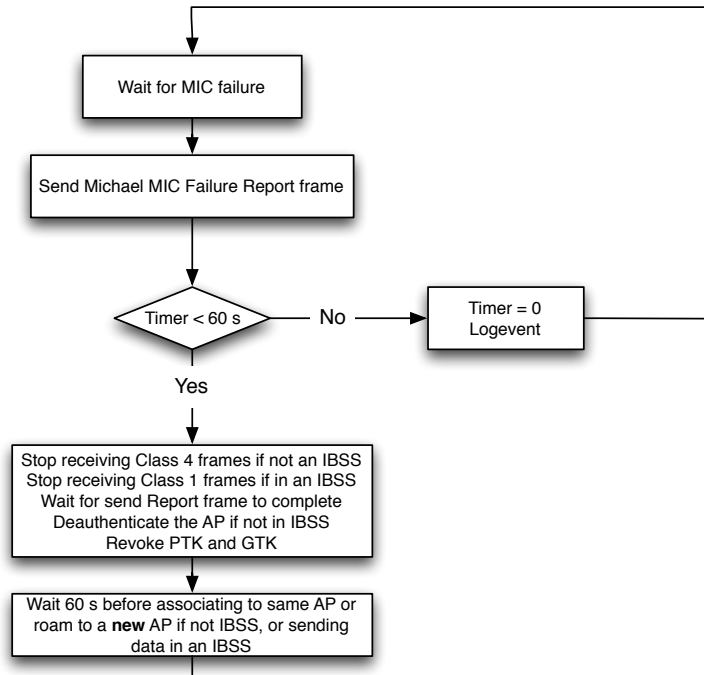 Wait for MIC failure
Send Michael MIC Failure Report frame
Timer < 60 s
No
Timer = 0
Logevent
Yes
Stop receiving Class 4 frames if not an IBSS
Stop receiving Class 1 frames if in an IBSS
Wait for send Report frame to complete
Deauthenticate the AP if not in IBSS
Revoke PTK and GTK
Wait 60 s before associating to same AP or
roam to a new AP if not IBSS, or sending
data in an IBSS